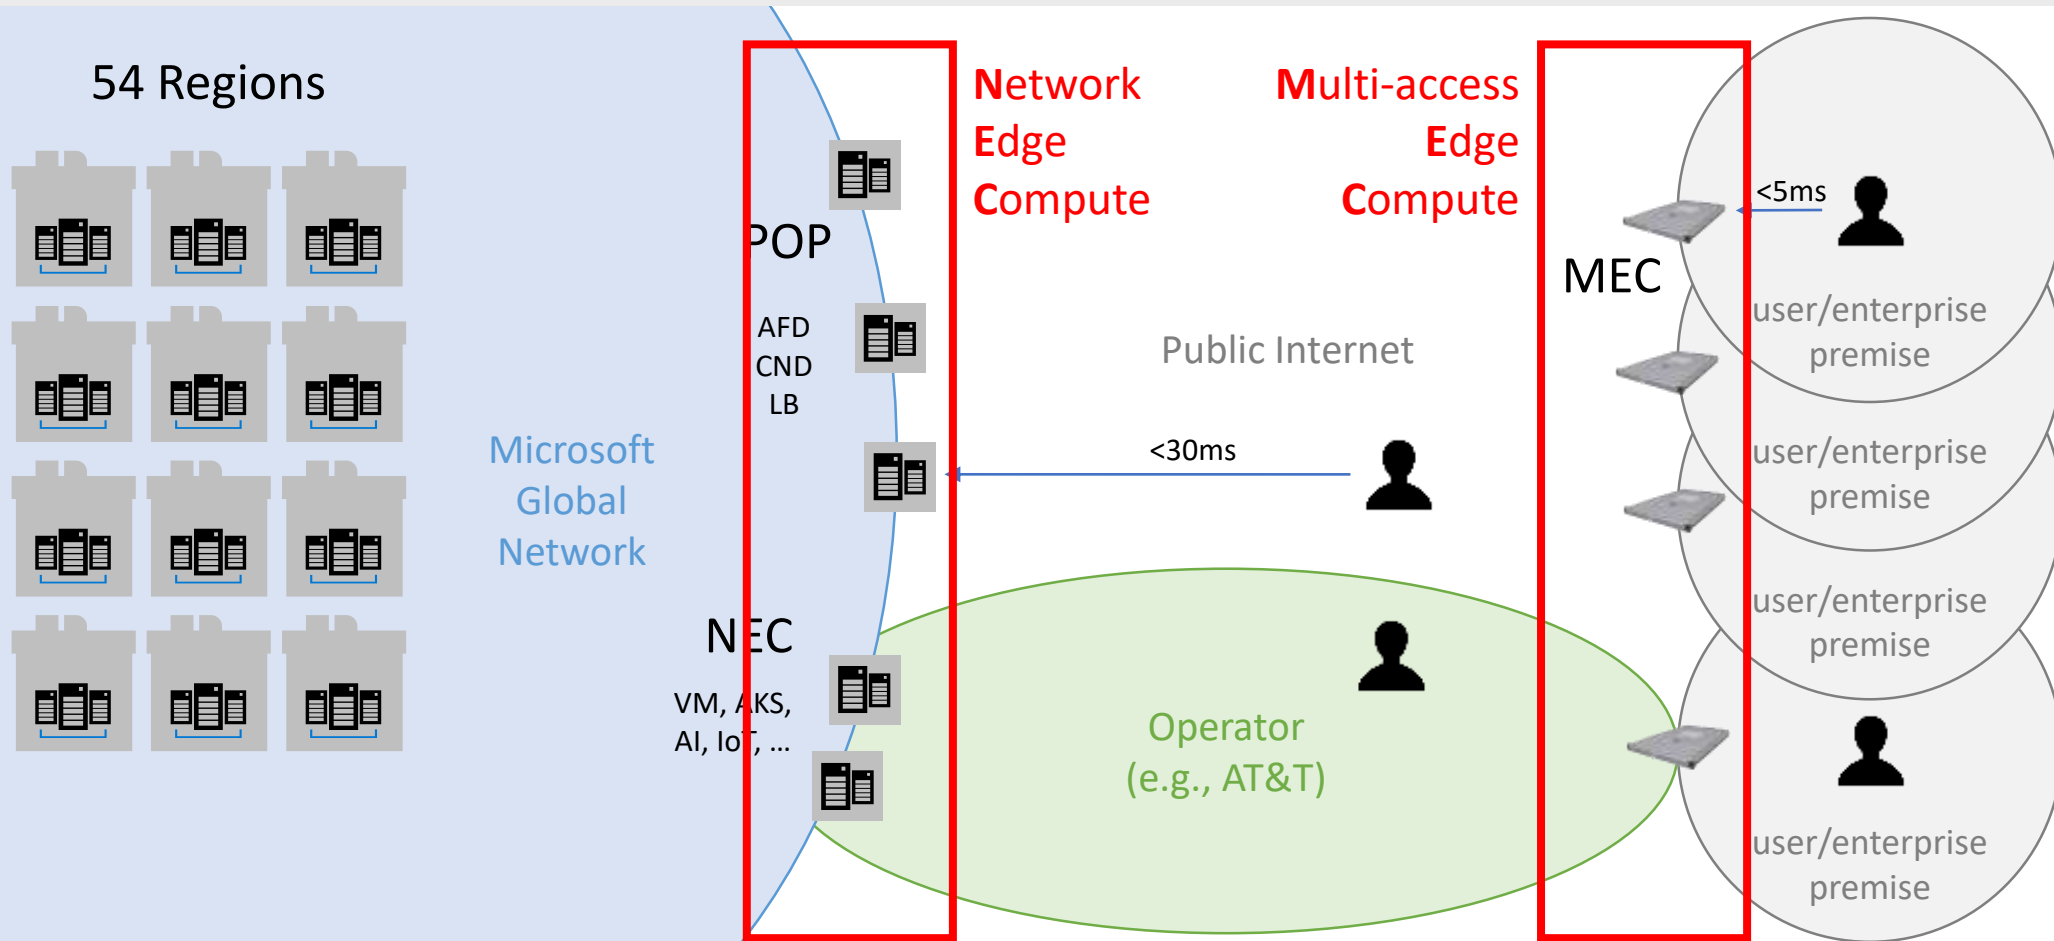 54 Regions
Microsoft
Global
Network
POP
AFD
CND
LB
NEC
VM, AKS,
AI, IoT, ...
Network
Edge
Compute
Multi-access
Edge
Compute
Public Internet
<30ms
Operator
(e.g., AT&T)
MEC
<5ms
user/enterprise
premise
user/enterprise
premise
user/enterprise
premise
user/enterprise
premise